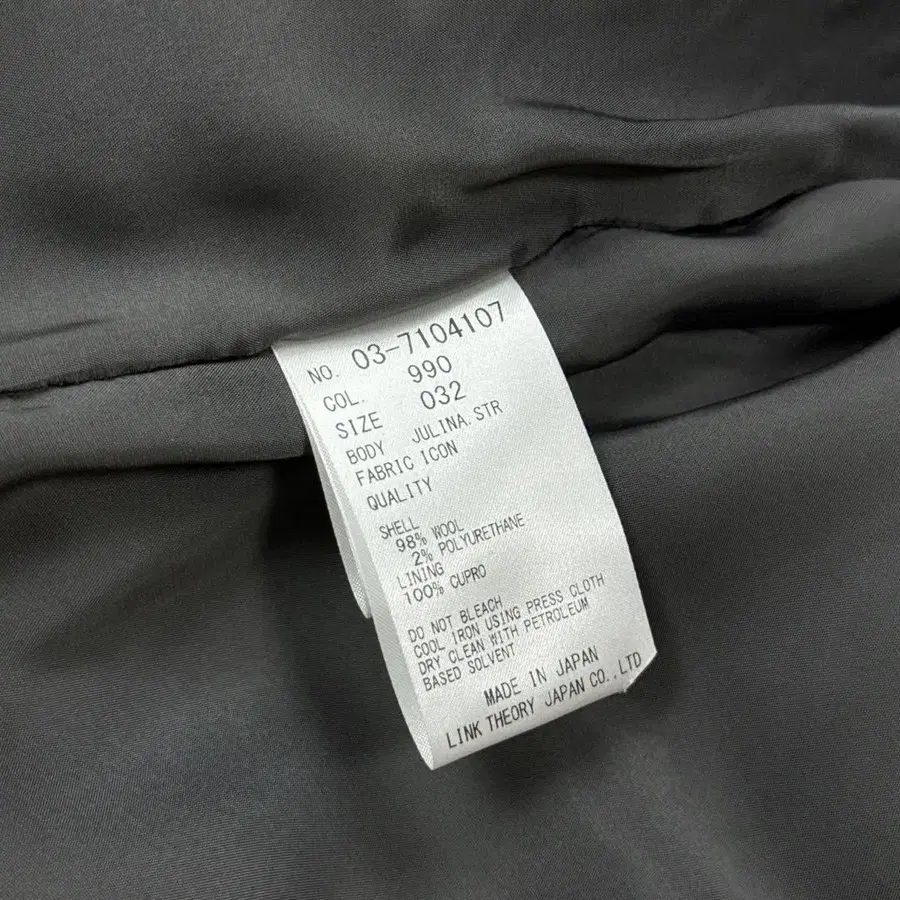 NO. 03-7104107
COL. 990
SIZE 032
BODY JULINA.STR
FABRIC ICON
QUALITY
SHELL
98% WOOL
2% POLYURETHANE
LINING
100% CUPRO
DO NOT BLEACH
COOL IRON USING PRESS CLOTH
DRY CLEAN WITH PETROLEUM
BASED SOLVENT
MADE IN JAPAN
LINK THEORY JAPAN CO.,LTD